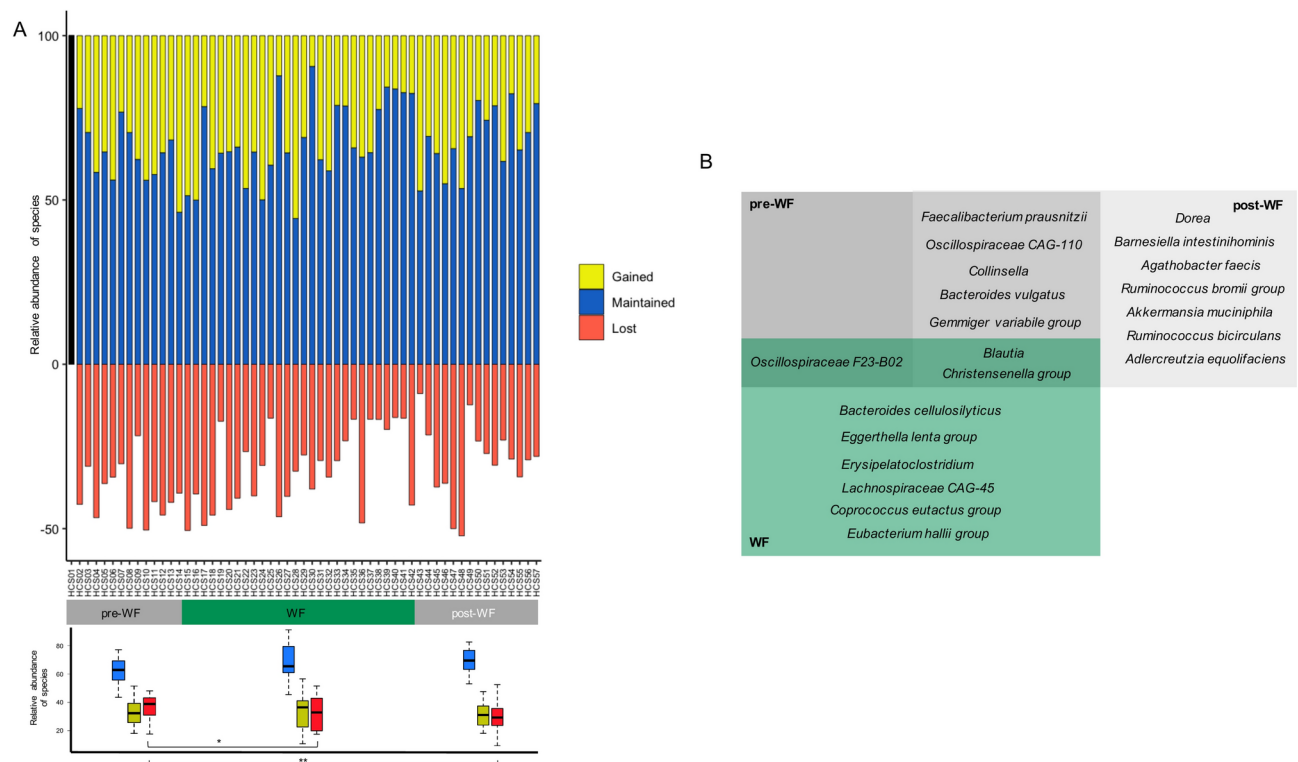 A
Relative abundance of species
100
50
0
-50
Gained
Maintained
Lost
HCS01
HCS02
HCS03
HCS04
HCS05
HCS06
HCS07
HCS08
HCS09
HCS10
HCS11
HCS12
HCS13
HCS14
HCS15
HCS16
HCS17
HCS18
HCS19
HCS20
HCS21
HCS22
HCS23
HCS24
HCS25
HCS26
HCS27
HCS28
HCS29
HCS30
HCS31
HCS32
HCS33
HCS34
HCS35
HCS36
HCS37
HCS38
HCS39
HCS40
HCS41
HCS42
HCS43
HCS44
HCS45
HCS46
HCS47
HCS48
HCS49
HCS50
HCS51
HCS52
HCS53
HCS54
HCS55
HCS56
HCS57
pre-WF
WF
post-WF
Relative abundance
of species
80
60
40
20
*
**
B
pre-WF
post-WF
Faecalibacterium prausnitzii
Oscillospiraceae CAG-110
Collinsella
Bacteroides vulgatus
Gemmiger variabile group
Dorea
Barnesiella intestinihominis
Agathobacter faecis
Ruminococcus bromii group
Akkermansia muciniphila
Ruminococcus bicirculans
Adlercreutzia equolifaciens
Oscillospiraceae F23-B02
Blautia
Christensenella group
Bacteroides cellulosilyticus
Eggerthella lenta group
Erysipelatoclostridium
Lachnospiraceae CAG-45
Coprococcus eutactus group
Eubacterium hallii group
WF